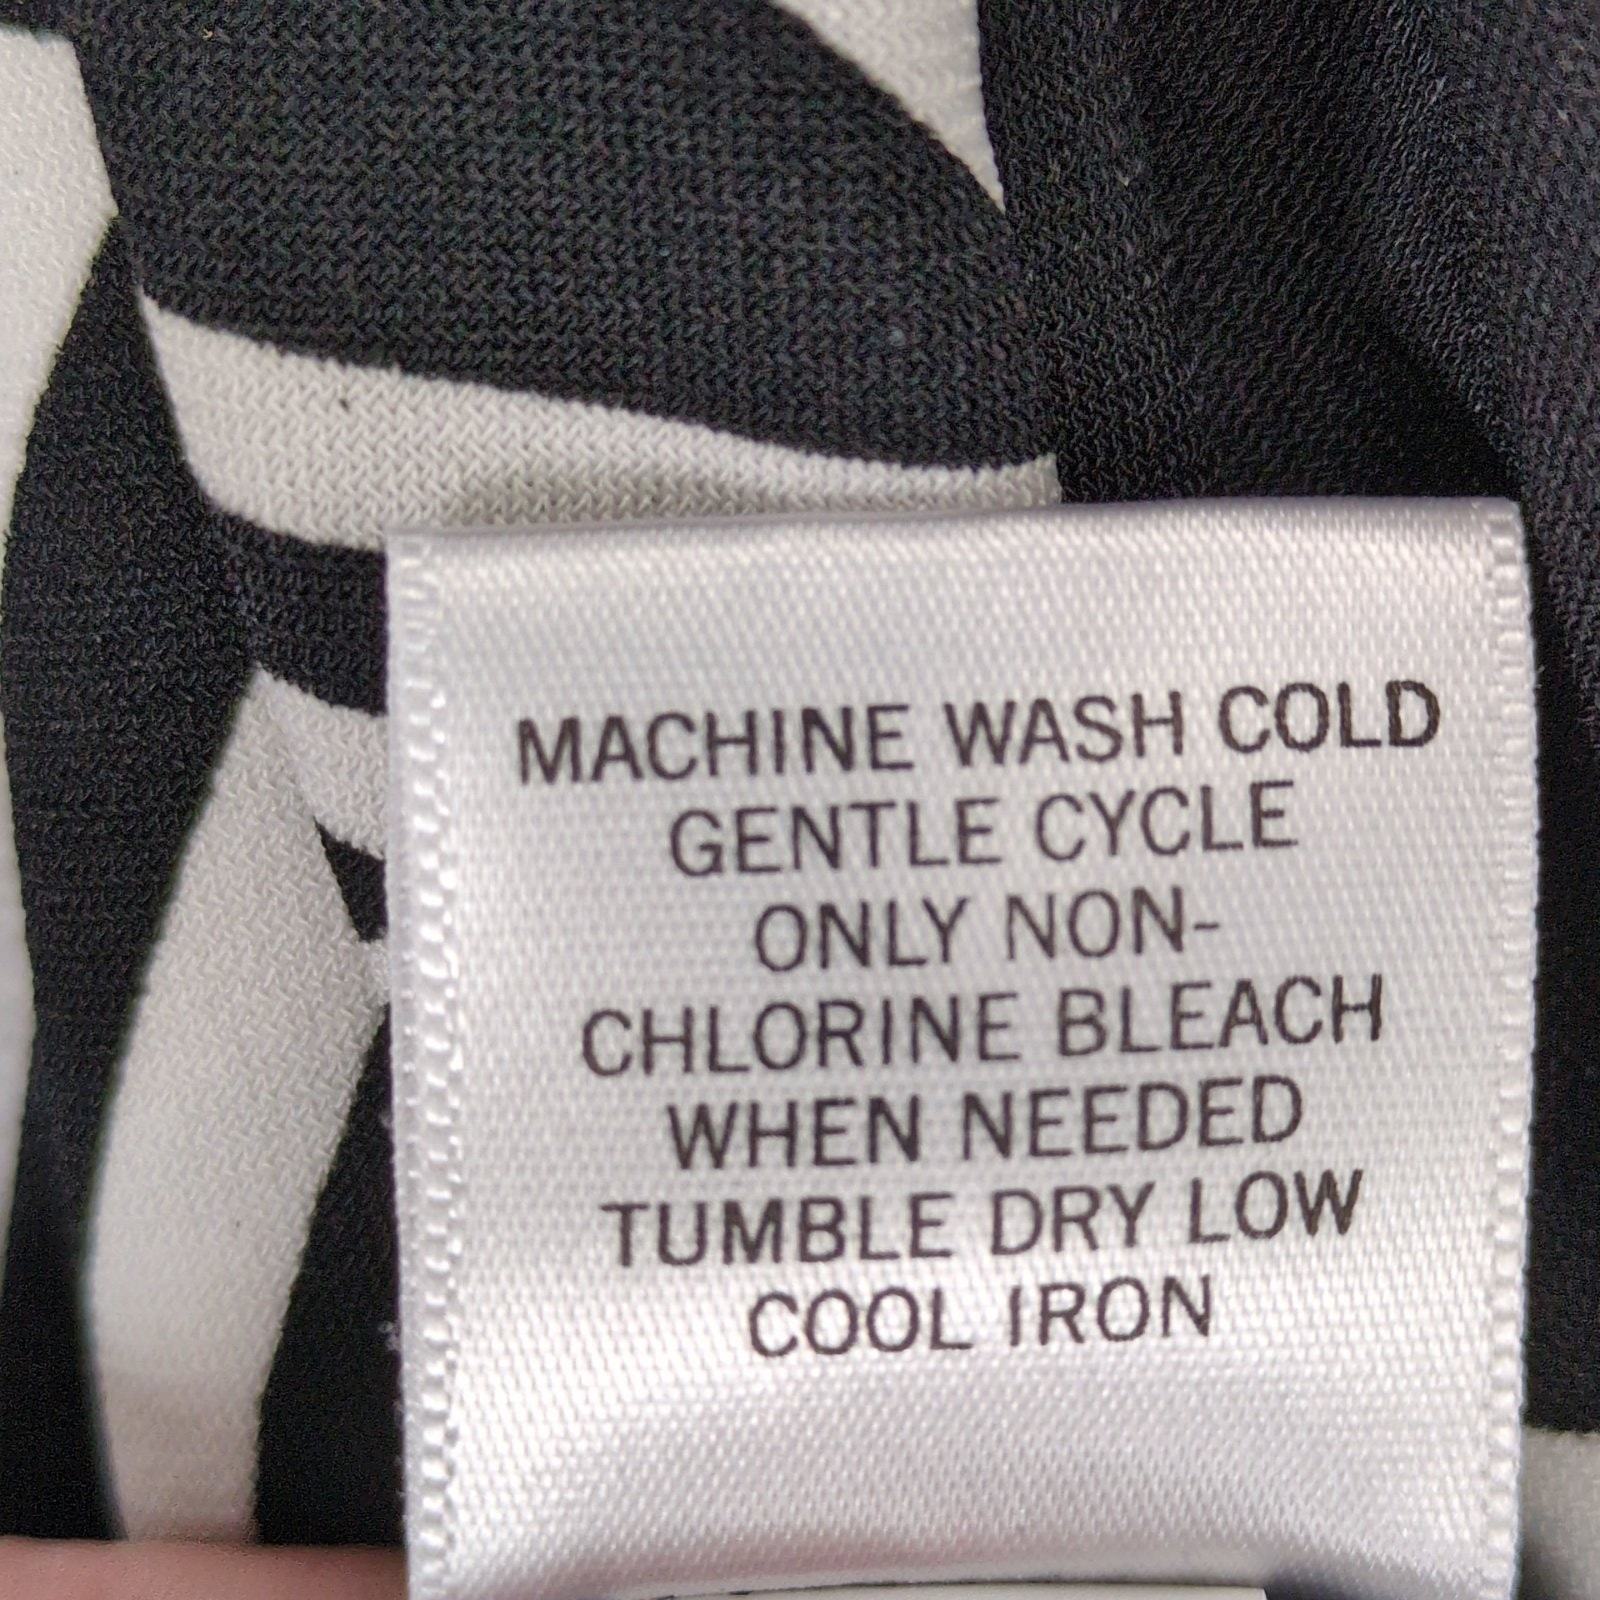 MACHINE WASH COLD
GENTLE CYCLE
ONLY NON-
CHLORINE BLEACH
WHEN NEEDED
TUMBLE DRY LOW
COOL IRON